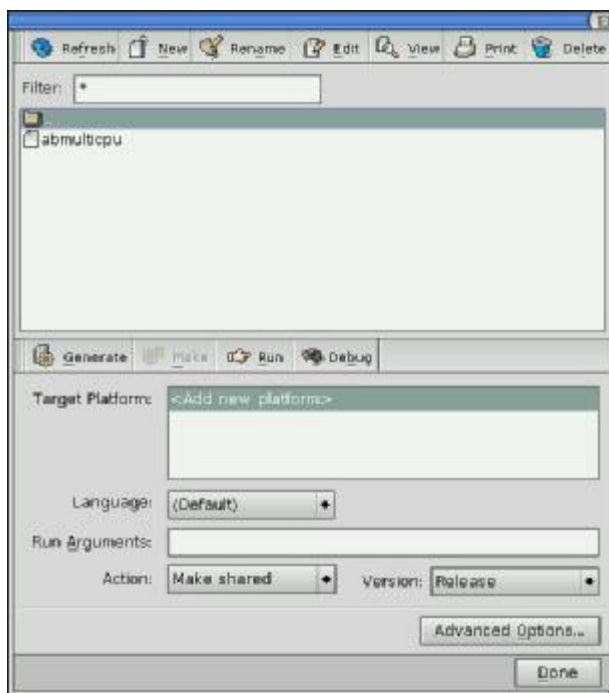 Refresh New Rename Edit View Print Delete
Filter: *
..
abmulticpu
Generate Make Run Debug
Target Platform: <Add new platform>
Language: (Default)
Run Arguments:
Action: Make shared Version: Release
Advanced Options...
Done